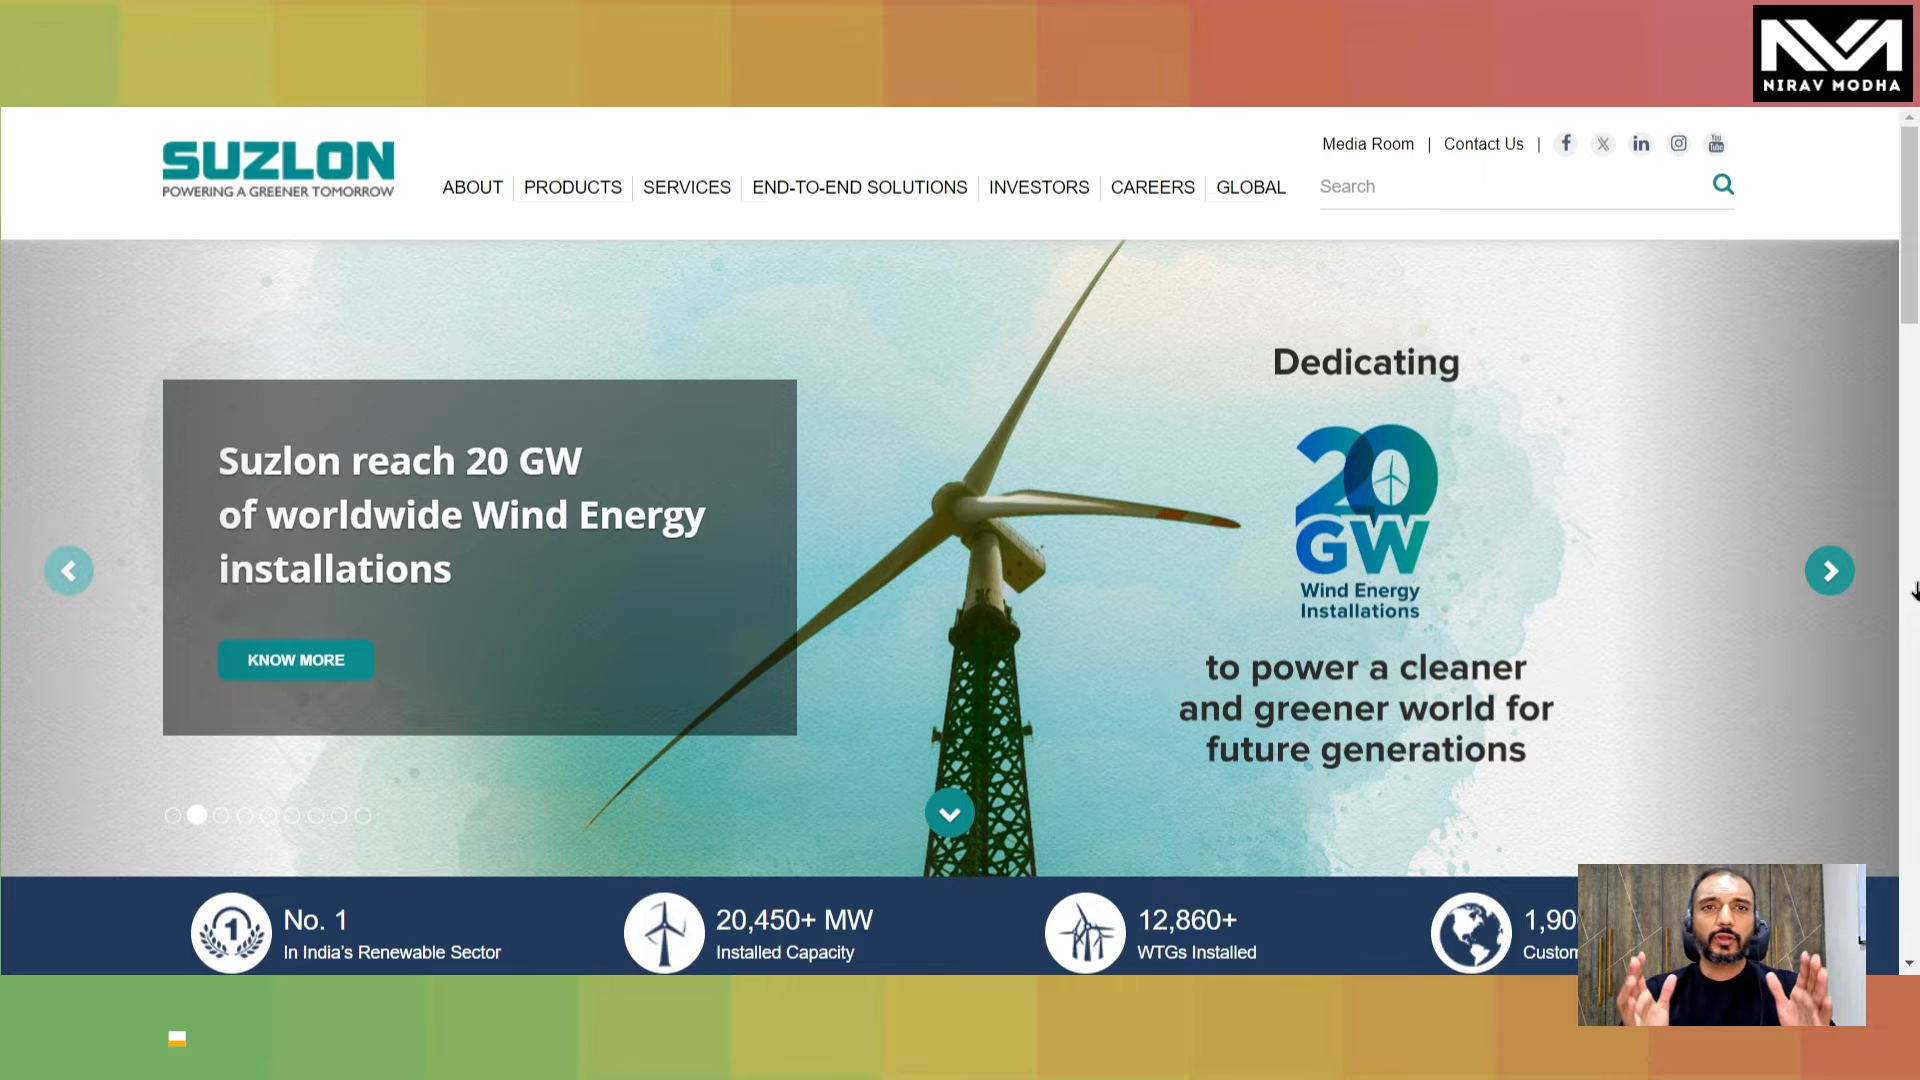 NIRAV MODHA
SUZLON
POWERING A GREENER TOMORROW
Media Room | Contact Us |
You
Tube
ABOUT
PRODUCTS
SERVICES
END-TO-END SOLUTIONS
INVESTORS
CAREERS
GLOBAL
Search
Suzlon reach 20 GW
of worldwide Wind Energy
installations
KNOW MORE
Dedicating
20
GW
Wind Energy
Installations
to power a cleaner
and greener world for
future generations
1
No. 1
In India's Renewable Sector
20,450+ MW
Installed Capacity
12,860+
WTGs Installed
1,90
Custom